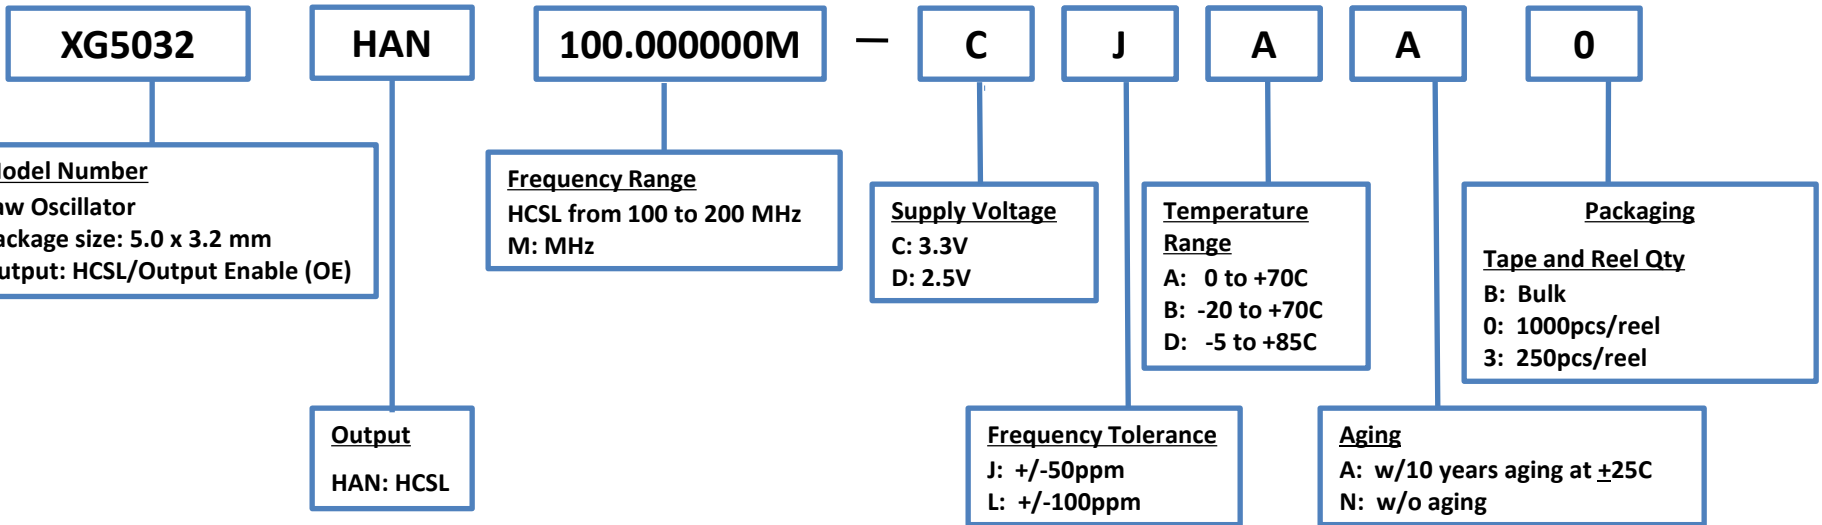 XG5032 HAN 100.000000M — C J A A 0
Model Number
aw Oscillator
ackage size: 5.0 x 3.2 mm
utput: HCSL/Output Enable (OE)
Output
HAN: HCSL
Frequency Range
HCSL from 100 to 200 MHz
M: MHz
Supply Voltage
C: 3.3V
D: 2.5V
Frequency Tolerance
J: +/-50ppm
L: +/-100ppm
Temperature
Range
A: 0 to +70C
B: -20 to +70C
D: -5 to +85C
Aging
A: w/10 years aging at ±25C
N: w/o aging
Packaging
Tape and Reel Qty
B: Bulk
0: 1000pcs/reel
3: 250pcs/reel